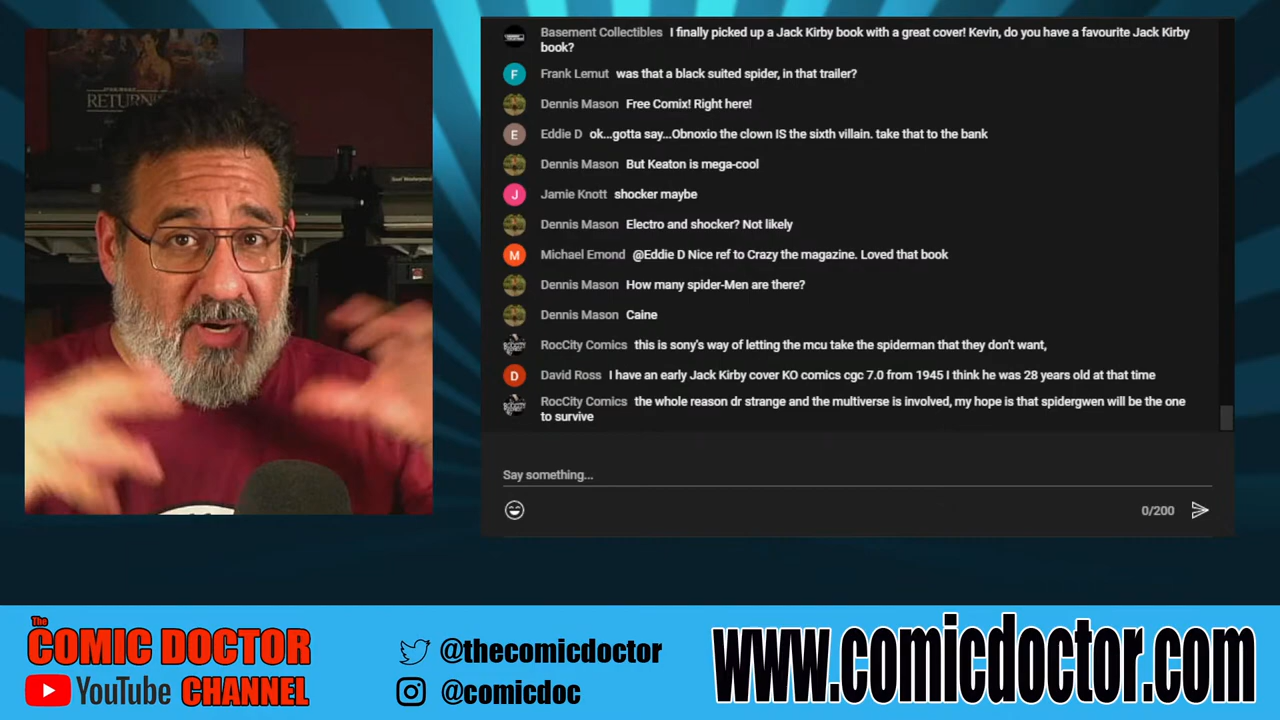 RETURN
Basement Collectibles I finally picked up a Jack Kirby book with a great cover! Kevin, do you have a favourite Jack Kirby
book?
F Frank Lemut was that a black suited spider, in that trailer?
Dennis Mason Free Comix! Right here!
E Eddie D ok...gotta say...Obnoxio the clown IS the sixth villain. take that to the bank
Dennis Mason But Keaton is mega-cool
J Jamie Knott shocker maybe
Dennis Mason Electro and shocker? Not likely
M Michael Emond @Eddie D Nice ref to Crazy the magazine. Loved that book
Dennis Mason How many spider-Men are there?
Dennis Mason Caine
RocCity Comics this is sony's way of letting the mcu take the spiderman that they don't want,
D David Ross I have an early Jack Kirby cover KO comics cgc 7.0 from 1945 I think he was 28 years old at that time
RocCity Comics the whole reason dr strange and the multiverse is involved, my hope is that spidergwen will be the one
to survive
Say something...
0/200
The
COMIC DOCTOR
YouTube CHANNEL
@thecomicdoctor
@comicdoc
www.comicdoctor.com